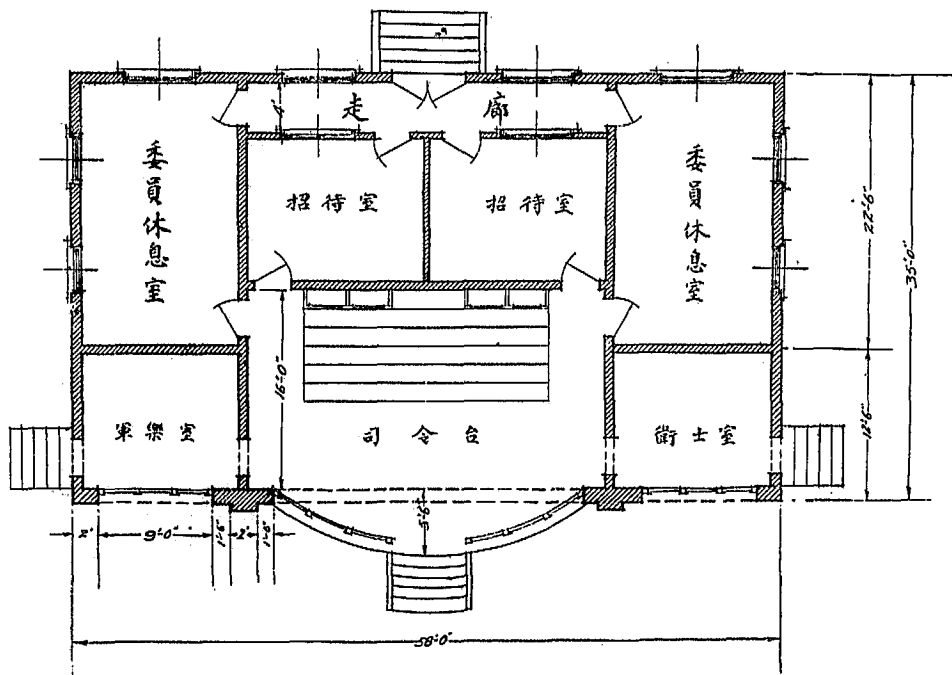 走廊
4'
委員休息室
招待室
招待室
委員休息室
22'-6"
35'-0"
16'-0"
軍樂室
司令台
衛士室
12'-6"
5'-6"
2'
9'-0"
1'-6"
2'
1'-6"
58'-0"